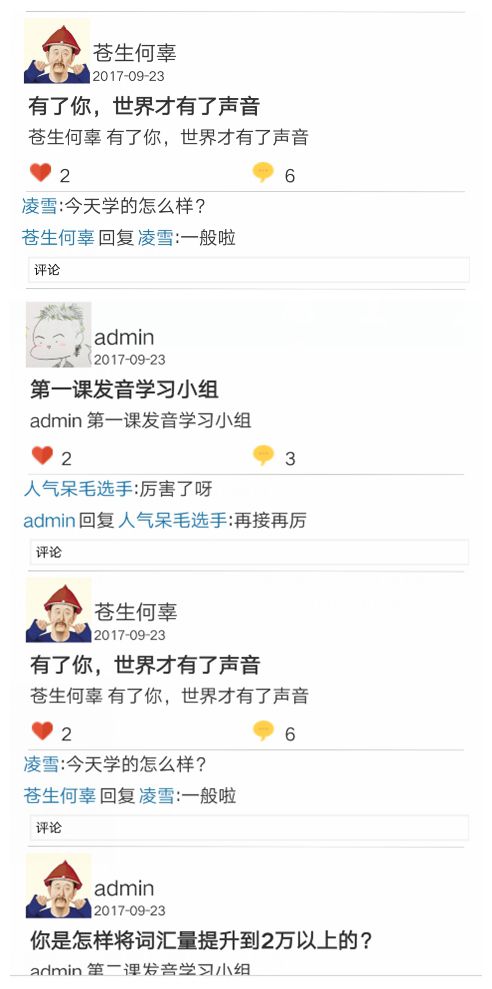 苍生何辜
2017-09-23
有了你，世界才有了声音
苍生何辜 有了你，世界才有了声音
2 6
凌雪:今天学的怎么样？
苍生何辜 回复 凌雪:一般啦
评论
admin
2017-09-23
第一课发音学习小组
admin 第一课发音学习小组
2 3
人气呆毛选手:厉害了呀
admin 回复 人气呆毛选手:再接再厉
评论
苍生何辜
2017-09-23
有了你，世界才有了声音
苍生何辜 有了你，世界才有了声音
2 6
凌雪:今天学的怎么样？
苍生何辜 回复 凌雪:一般啦
评论
admin
2017-09-23
你是怎样将词汇量提升到2万以上的？
admin 第二课发音学习小组